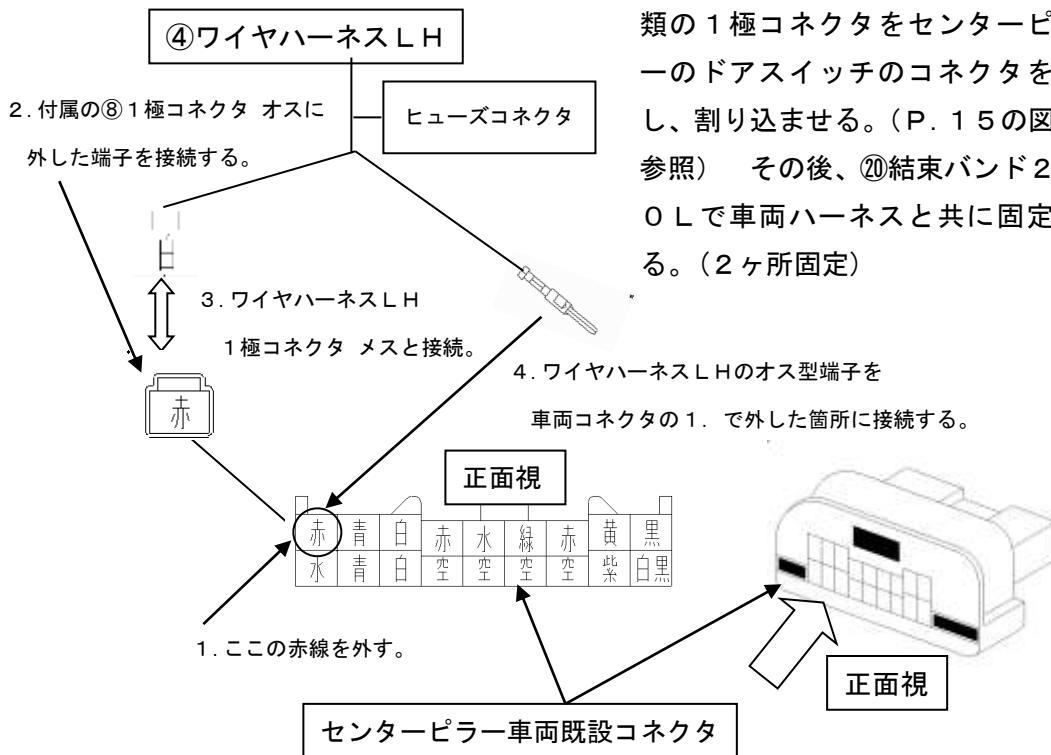 ④ワイヤハーネスＬＨ
類の１極コネクタをセンターピ
ーのドアスイッチのコネクタを
し、割り込ませる。（Ｐ．１５の図
参照）　その後、⑳結束バンド２
０Ｌで車両ハーネスと共に固定
る。（２ヶ所固定）
２．付属の⑧１極コネクタ オスに
外した端子を接続する。
ヒューズコネクタ
３．ワイヤハーネスＬＨ
１極コネクタ メスと接続。
赤
４．ワイヤハーネスＬＨのオス型端子を
車両コネクタの１．で外した箇所に接続する。
正面視
赤 青 白 赤 水 緑 赤 黄 黒
水 青 白 空 空 空 空 紫 白黒
１．ここの赤線を外す。
正面視
センターピラー車両既設コネクタ